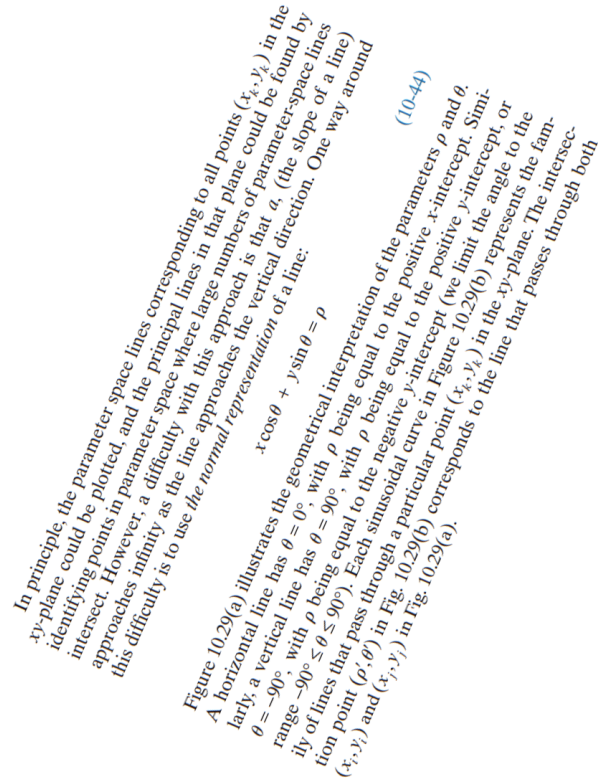 In principle, the parameter space lines corresponding to all points (xₖ, yₖ) in the
xy-plane could be plotted, and the principal lines in that plane could be found by
identifying points in parameter space where large numbers of parameter-space lines
intersect. However, a difficulty with this approach is that a, (the slope of a line)
approaches infinity as the line approaches the vertical direction. One way around
this difficulty is to use the normal representation of a line:
x cos θ + y sin θ = ρ (10-44)
Figure 10.29(a) illustrates the geometrical interpretation of the parameters ρ and θ.
A horizontal line has θ = 0°, with ρ being equal to the positive x-intercept. Simi-
larly, a vertical line has θ = 90°, with ρ being equal to the positive y-intercept, or
θ = −90°, with ρ being equal to the negative y-intercept (we limit the angle to the
range −90° ≤ θ ≤ 90°). Each sinusoidal curve in Figure 10.29(b) represents the fam-
ily of lines that pass through a particular point (xₖ, yₖ) in the xy-plane. The intersec-
tion point (ρ′, θ′) in Fig. 10.29(b) corresponds to the line that passes through both
(xᵢ, yᵢ) and (xⱼ, yⱼ) in Fig. 10.29(a).